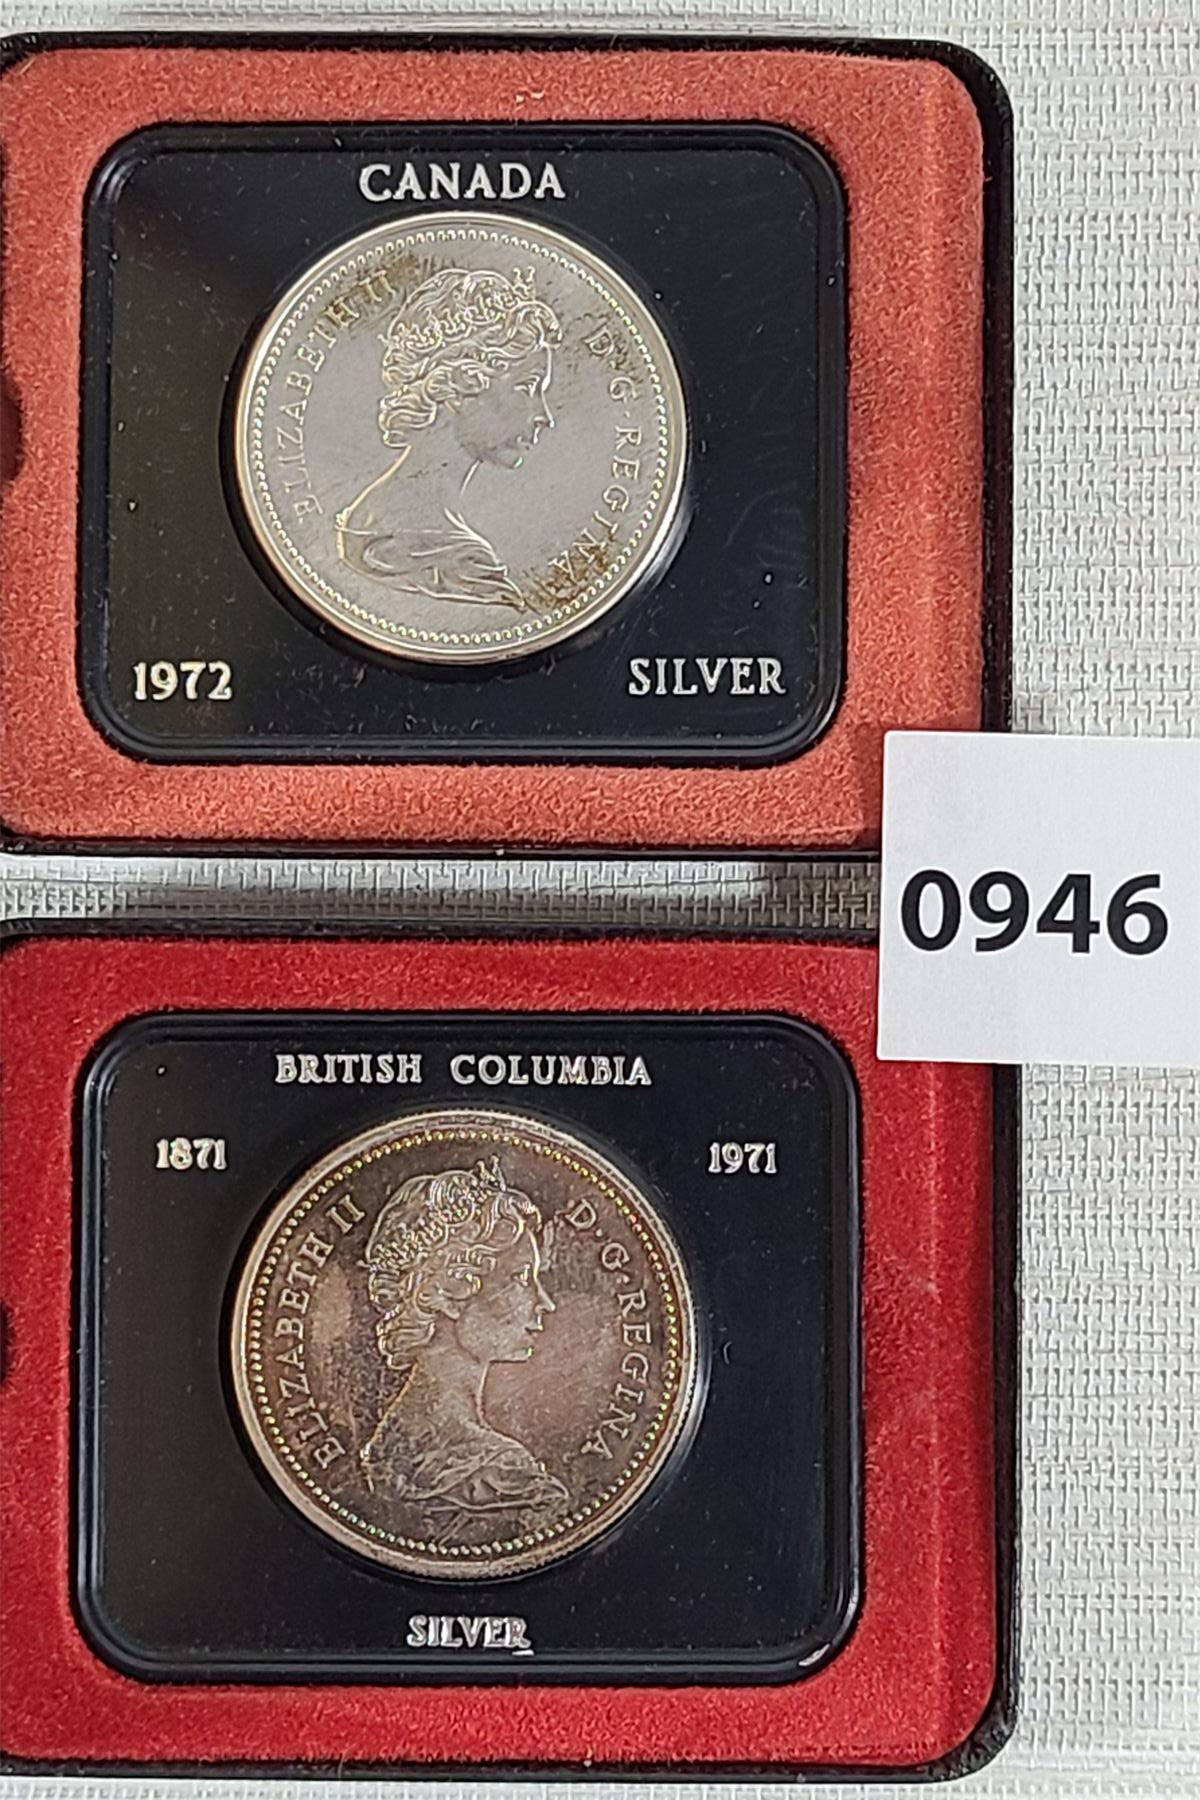 CANADA
ELIZABETH II D·G·REGINA
1972 SILVER
0946
BRITISH COLUMBIA
1871 1971
ELIZABETH II D·G·REGINA
SILVER